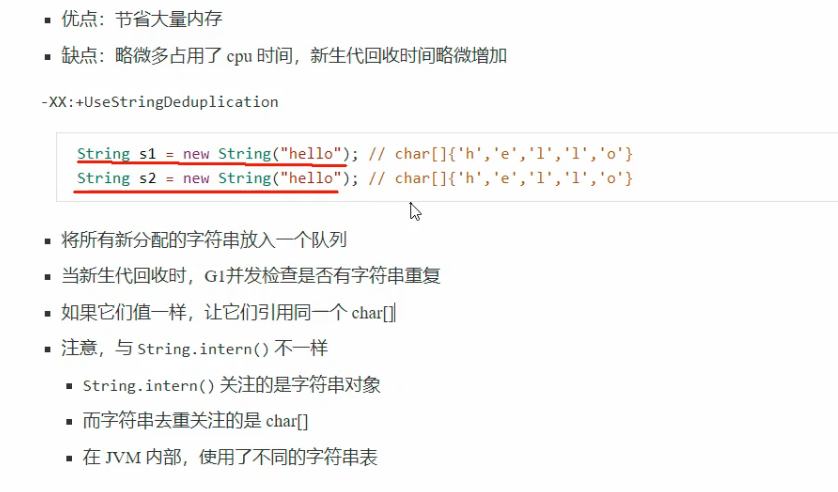 优点：节省大量内存
缺点：略微多占用了 cpu 时间，新生代回收时间略微增加
-XX:+UseStringDeduplication
String s1 = new String("hello"); // char[]{'h','e','l','l','o'}
String s2 = new String("hello"); // char[]{'h','e','l','l','o'}
将所有新分配的字符串放入一个队列
当新生代回收时，G1并发检查是否有字符串重复
如果它们值一样，让它们引用同一个 char[]
注意，与 String.intern() 不一样
String.intern() 关注的是字符串对象
而字符串去重关注的是 char[]
在 JVM 内部，使用了不同的字符串表